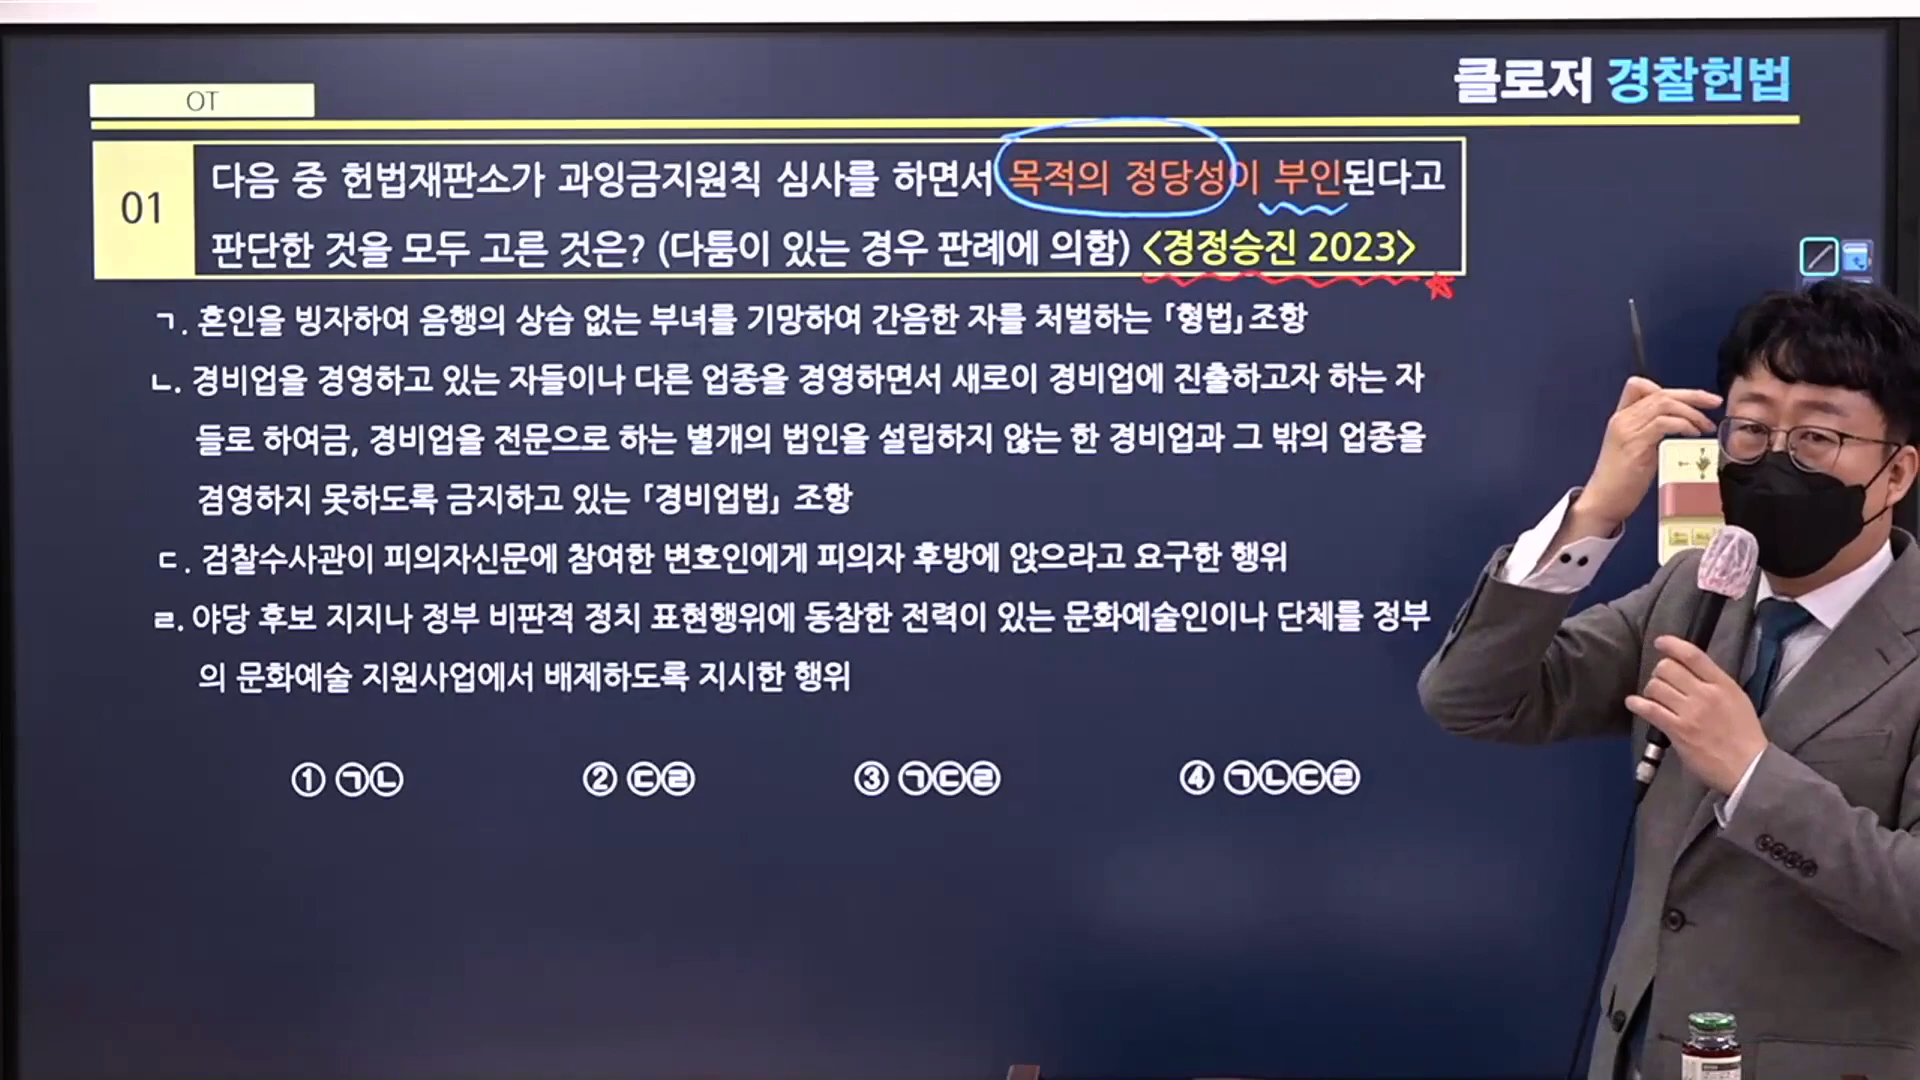 클로저 경찰헌법
OT
01
다음 중 헌법재판소가 과잉금지원칙 심사를 하면서 목적의 정당성이 부인된다고
판단한 것을 모두 고른 것은? (다툼이 있는 경우 판례에 의함) <경정승진 2023>
ㄱ. 혼인을 빙자하여 음행의 상습 없는 부녀를 기망하여 간음한 자를 처벌하는 「형법」조항
ㄴ. 경비업을 경영하고 있는 자들이나 다른 업종을 경영하면서 새로이 경비업에 진출하고자 하는 자
들로 하여금, 경비업을 전문으로 하는 별개의 법인을 설립하지 않는 한 경비업과 그 밖의 업종을
겸영하지 못하도록 금지하고 있는 「경비업법」 조항
ㄷ. 검찰수사관이 피의자신문에 참여한 변호인에게 피의자 후방에 앉으라고 요구한 행위
ㄹ. 야당 후보 지지나 정부 비판적 정치 표현행위에 동참한 전력이 있는 문화예술인이나 단체를 정부
의 문화예술 지원사업에서 배제하도록 지시한 행위
① ㉠㉡ ② ㉢㉣ ③ ㉠㉢㉣ ④ ㉠㉡㉢㉣